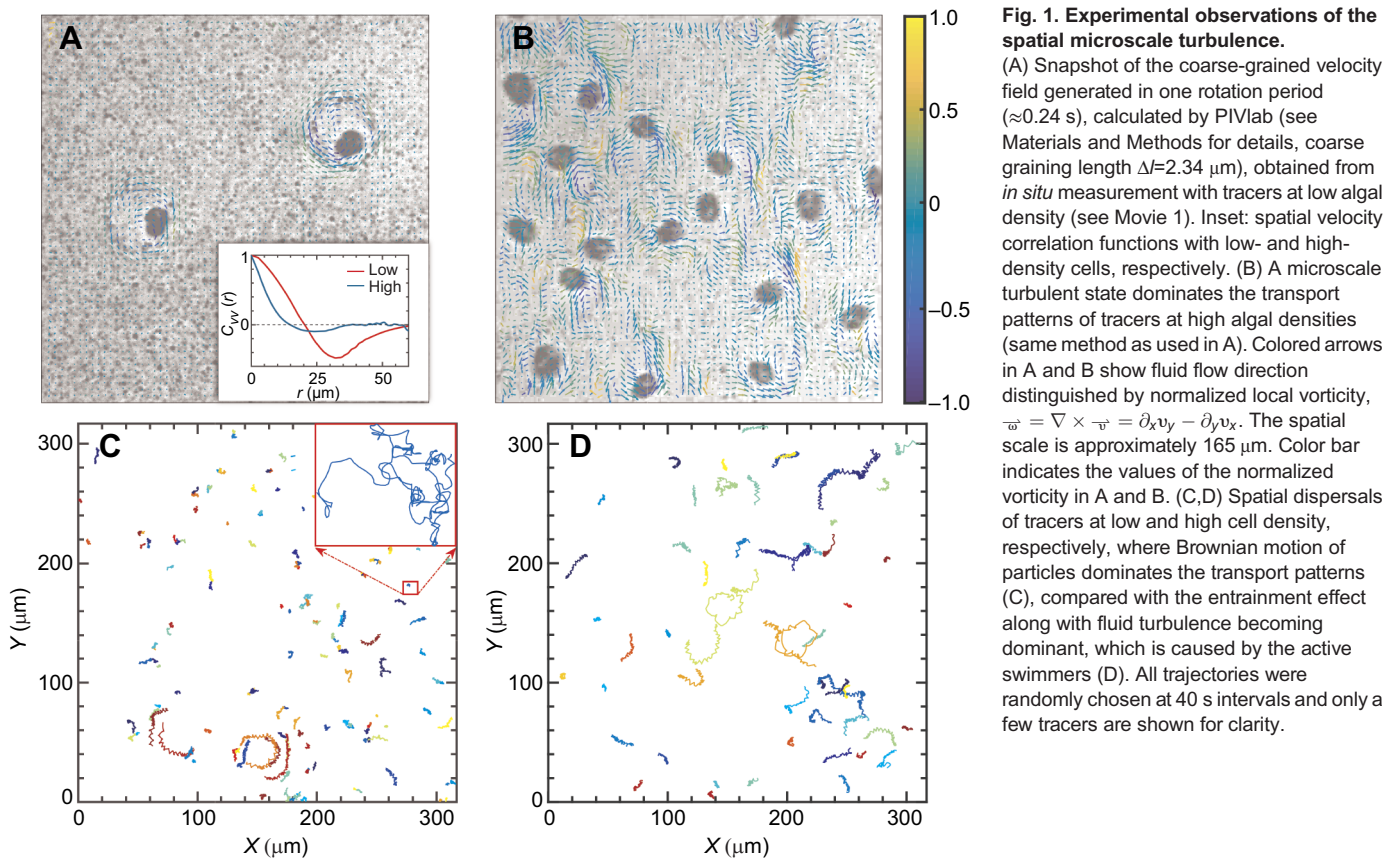 A
B
1.0
0.5
0
–0.5
–1.0
1
0
C_VV (r)
Low
High
0
25
50
r (μm)
C
D
300
200
100
0
Y (μm)
0
100
200
300
X (μm)
300
200
100
0
Y (μm)
0
100
200
300
X (μm)
Fig. 1. Experimental observations of the
spatial microscale turbulence.
(A) Snapshot of the coarse-grained velocity
field generated in one rotation period
(≈0.24 s), calculated by PIVlab (see
Materials and Methods for details, coarse
graining length Δl=2.34 μm), obtained from
in situ measurement with tracers at low algal
density (see Movie 1). Inset: spatial velocity
correlation functions with low- and high-
density cells, respectively. (B) A microscale
turbulent state dominates the transport
patterns of tracers at high algal densities
(same method as used in A). Colored arrows
in A and B show fluid flow direction
distinguished by normalized local vorticity,
ω⃗ = ∇ × v⃗ = ∂xυy − ∂yυx. The spatial
scale is approximately 165 μm. Color bar
indicates the values of the normalized
vorticity in A and B. (C,D) Spatial dispersals
of tracers at low and high cell density,
respectively, where Brownian motion of
particles dominates the transport patterns
(C), compared with the entrainment effect
along with fluid turbulence becoming
dominant, which is caused by the active
swimmers (D). All trajectories were
randomly chosen at 40 s intervals and only a
few tracers are shown for clarity.